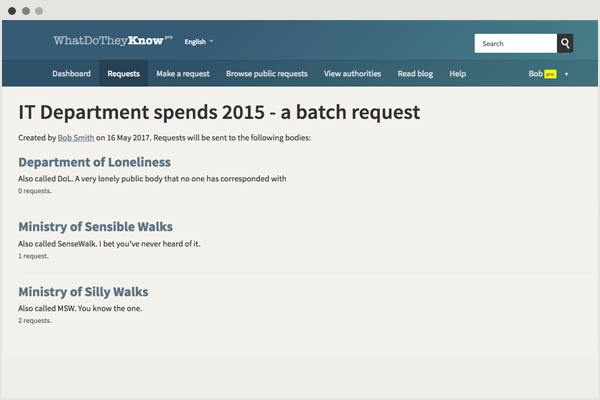 WhatDoTheyKnow pro
English
Search
Dashboard
Requests
Make a request
Browse public requests
View authorities
Read blog
Help
Bob pro
IT Department spends 2015 - a batch request
Created by Bob Smith on 16 May 2017. Requests will be sent to the following bodies:
Department of Loneliness
Also called DoL. A very lonely public body that no one has corresponded with
0 requests.
Ministry of Sensible Walks
Also called SenseWalk. I bet you've never heard of it.
1 request.
Ministry of Silly Walks
Also called MSW. You know the one.
2 requests.